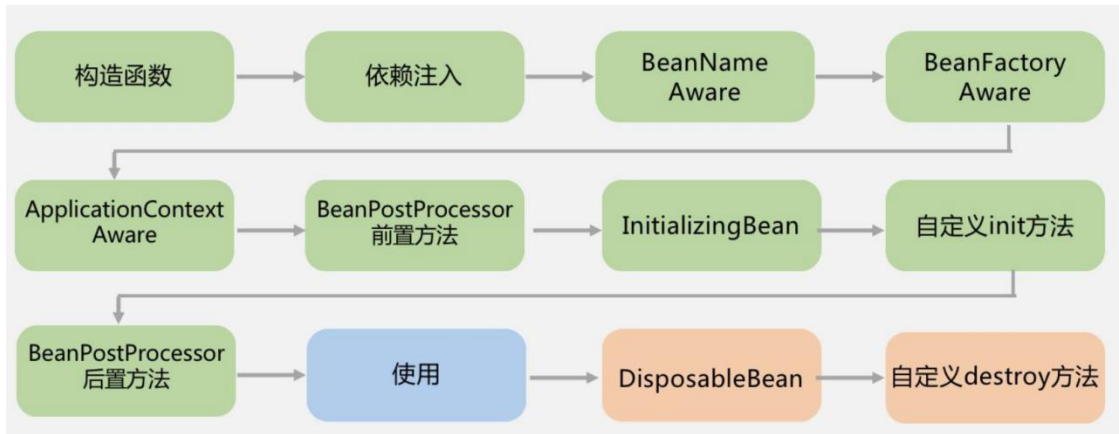 构造函数
依赖注入
BeanName
Aware
BeanFactory
Aware
ApplicationContext
Aware
BeanPostProcessor
前置方法
InitializingBean
自定义init方法
BeanPostProcessor
后置方法
使用
DisposableBean
自定义destroy方法